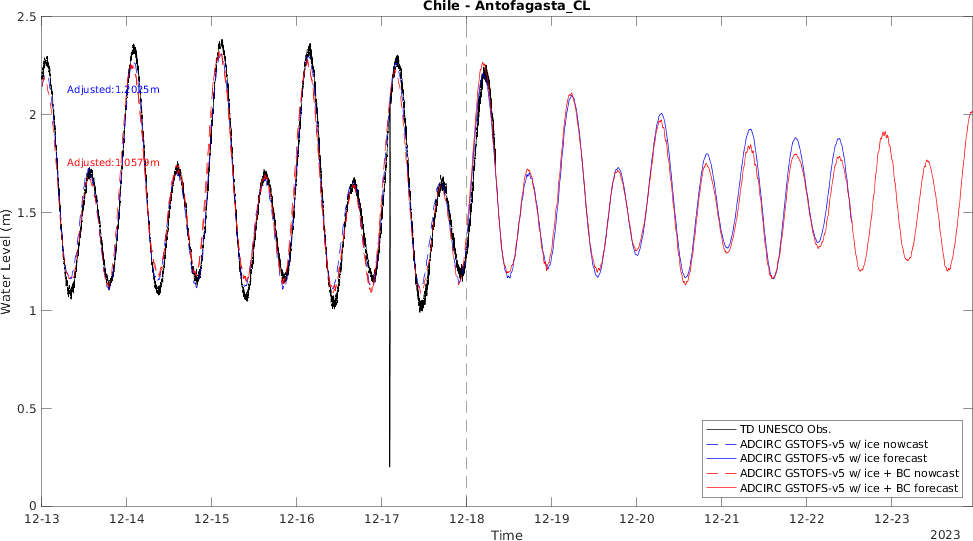 Chile - Antofagasta_CL
2.5
2
1.5
1
0.5
0
Water Level (m)
Adjusted:1.2025m
Adjusted:1.0579m
TD UNESCO Obs.
ADCIRC GSTOFS-v5 w/ ice nowcast
ADCIRC GSTOFS-v5 w/ ice forecast
ADCIRC GSTOFS-v5 w/ ice + BC nowcast
ADCIRC GSTOFS-v5 w/ ice + BC forecast
12-13 12-14 12-15 12-16 12-17 12-18 12-19 12-20 12-21 12-22 12-23
Time
2023